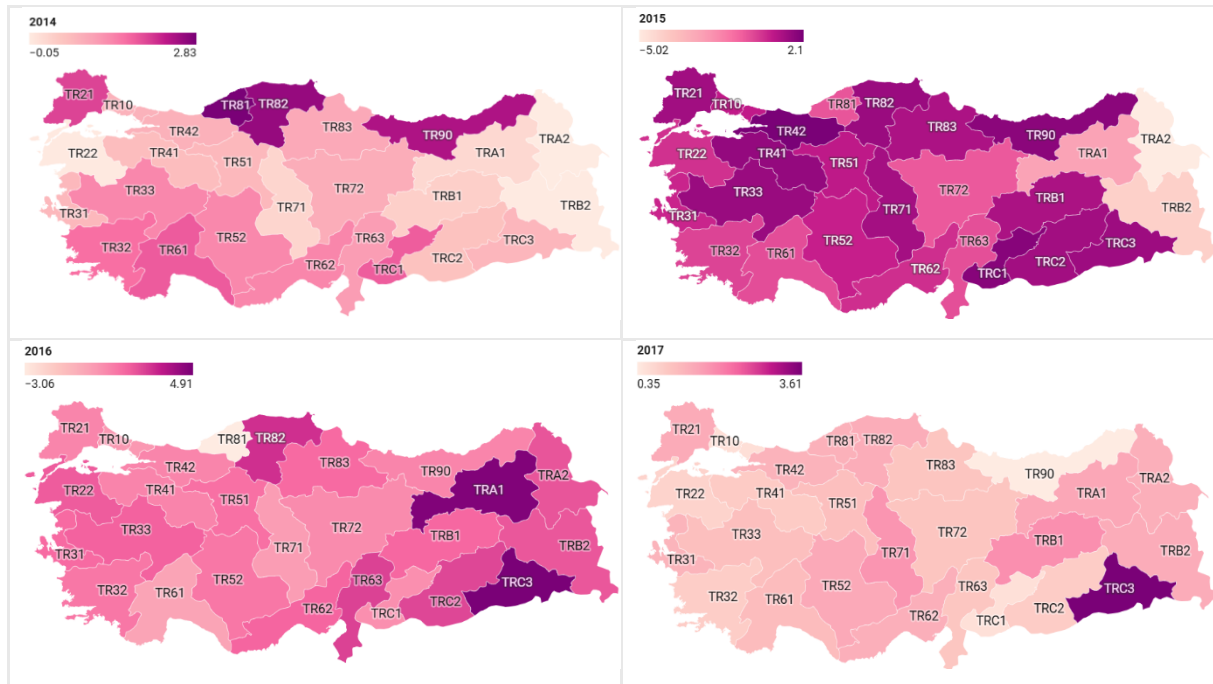 2014
−0.05 2.83
TR21
TR10
TR81 TR82
TR42
TR83
TR90
TRA2
TR22
TR41
TR51
TRA1
TR33
TR72
TRB1
TR31
TR71
TRB2
TR32
TR61
TR52
TR63
TRC3
TR62
TRC1
TRC2
2015
−5.02 2.1
TR21
TR10
TR81
TR82
TR42
TR83
TR90
TRA2
TR22
TR41
TR51
TRA1
TR33
TR72
TRB1
TR31
TR71
TRB2
TR32
TR61
TR52
TR63
TRC3
TR62
TRC1
TRC2
2016
−3.06 4.91
TR21
TR10
TR81
TR82
TR42
TR83
TR90
TRA2
TR22
TR41
TR51
TRA1
TR33
TR72
TRB1
TR31
TR71
TRB2
TR32
TR61
TR52
TR63
TRC3
TR62
TRC1
TRC2
2017
0.35 3.61
TR21
TR10
TR81
TR82
TR42
TR83
TR90
TRA2
TR22
TR41
TR51
TRA1
TR33
TR72
TRB1
TR31
TR71
TRB2
TR32
TR61
TR52
TR63
TRC3
TR62
TRC1
TRC2